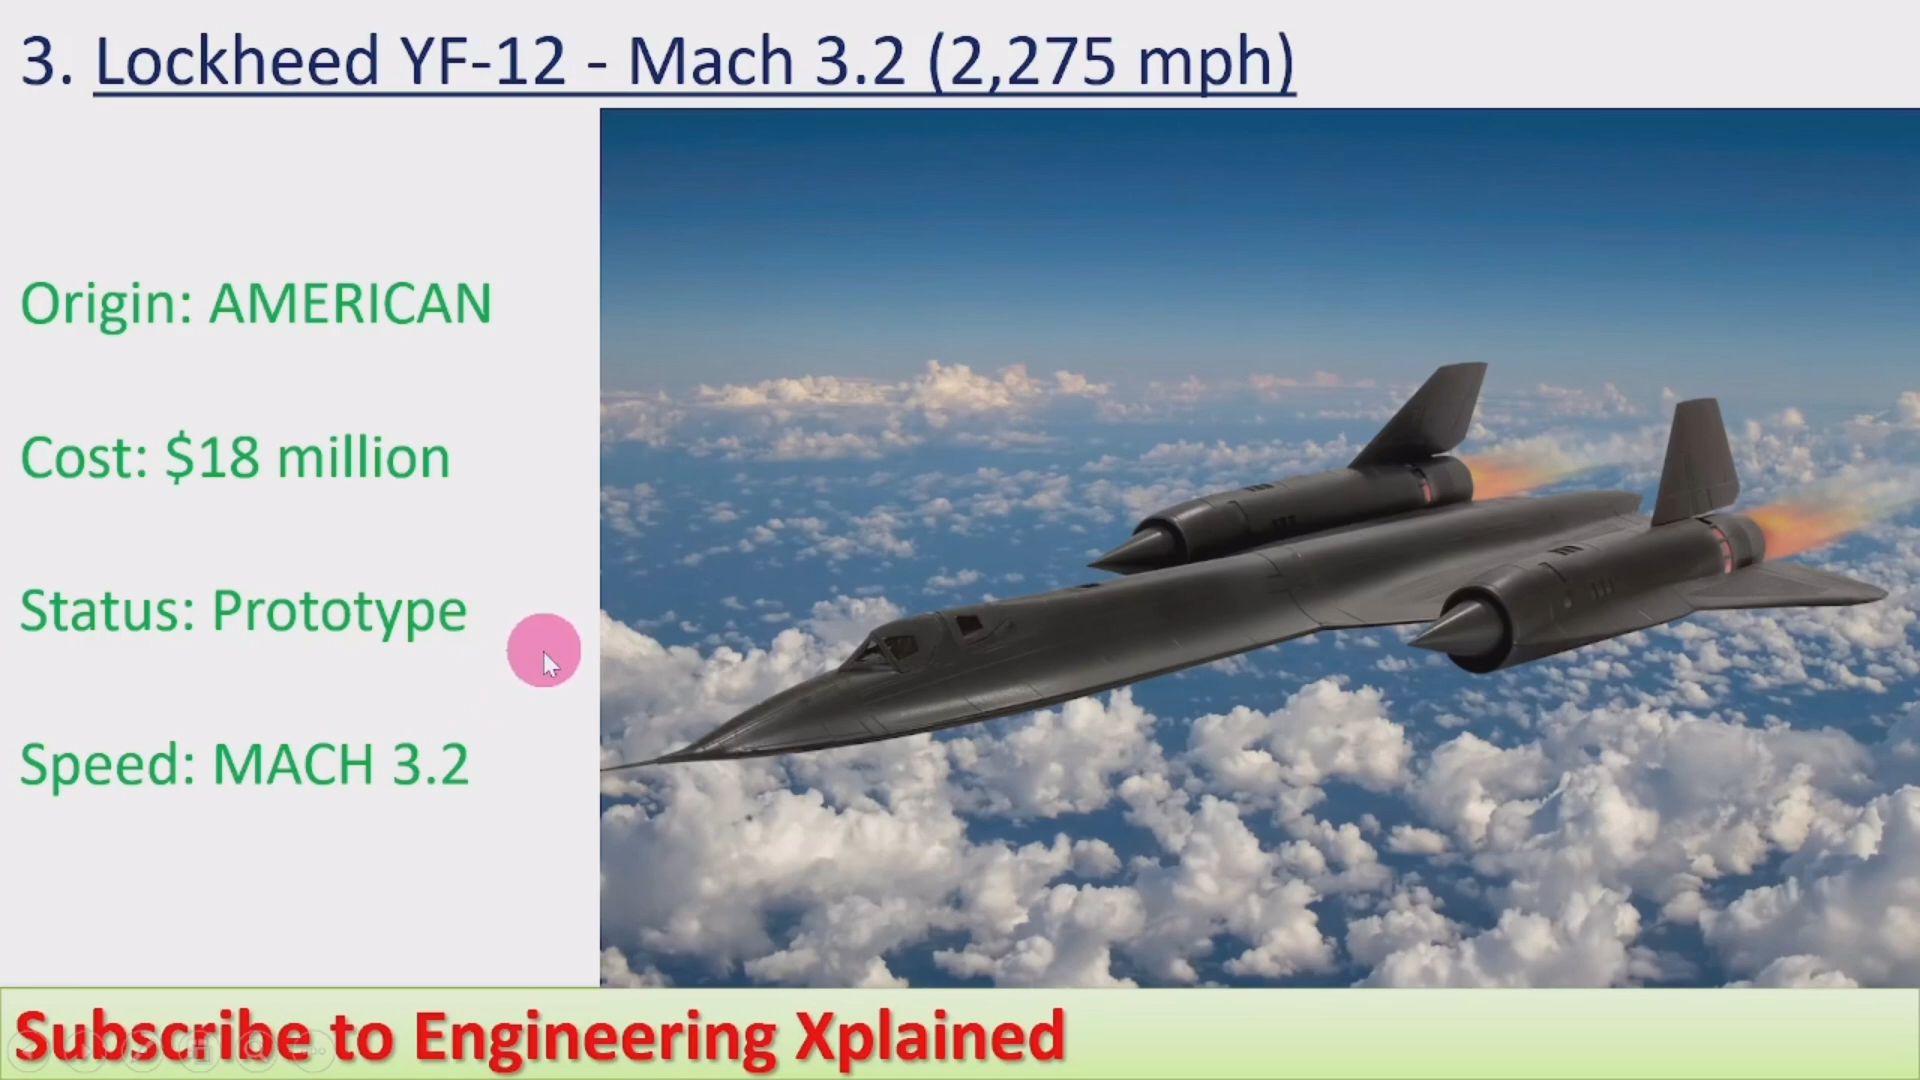 3. Lockheed YF-12 - Mach 3.2 (2,275 mph)
Origin: AMERICAN
Cost: $18 million
Status: Prototype
Speed: MACH 3.2
Subscribe to Engineering Xplained